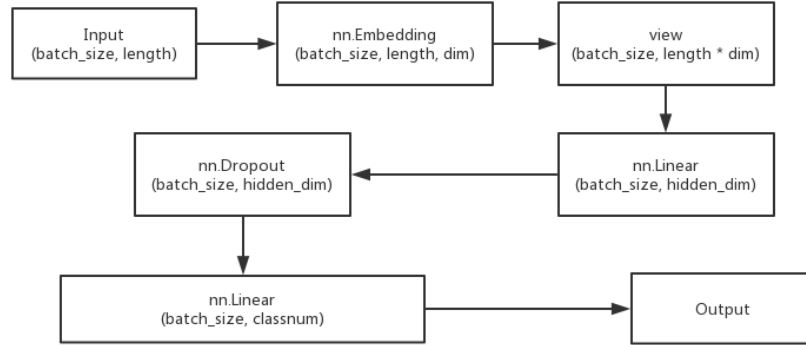 Input
(batch_size, length)
nn.Embedding
(batch_size, length, dim)
view
(batch_size, length * dim)
nn.Linear
(batch_size, hidden_dim)
nn.Dropout
(batch_size, hidden_dim)
nn.Linear
(batch_size, classnum)
Output